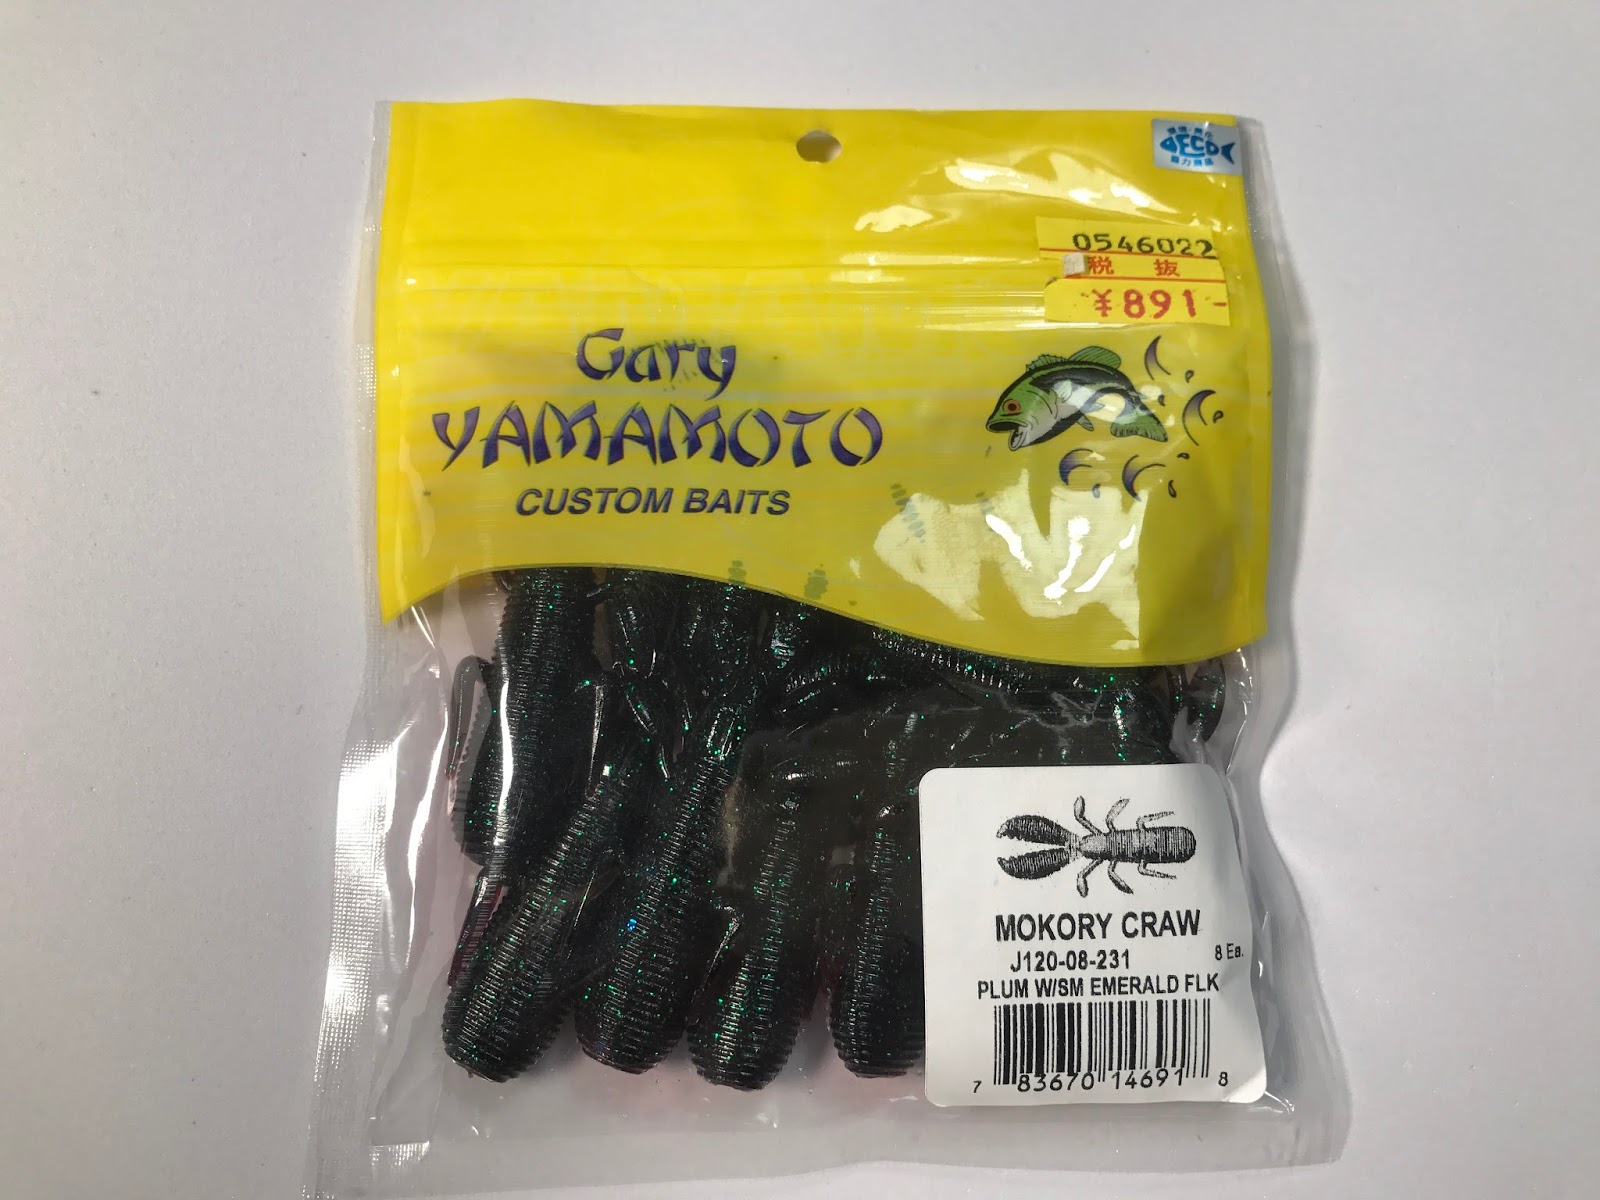 ECO
0546022
税 抜
¥891-
Gary
YAMAMOTO
CUSTOM BAITS
MOKORY CRAW
J120-08-231
8 Ea.
PLUM W/SM EMERALD FLK
7 83670 14691 8